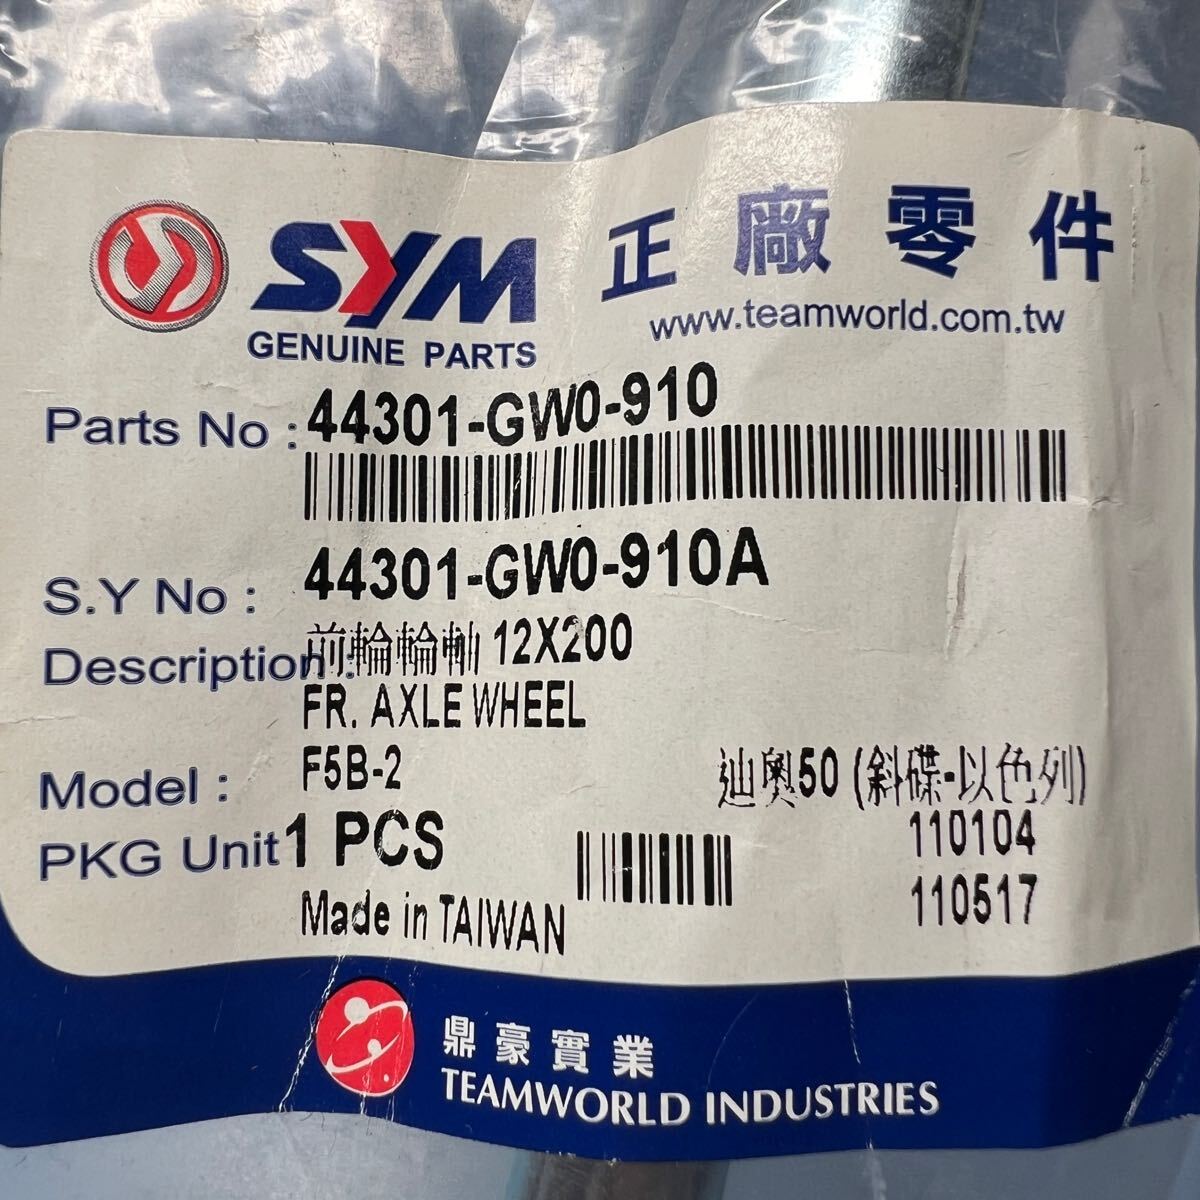 SYM 正廠零件
GENUINE PARTS www.teamworld.com.tw
Parts No : 44301-GW0-910
S.Y No : 44301-GW0-910A
Description : 前輪輪軸 12X200
FR. AXLE WHEEL
Model : F5B-2 迪奧50 (斜碟-以色列)
PKG Unit 1 PCS 110104
Made in TAIWAN 110517
鼎豪實業
TEAMWORLD INDUSTRIES